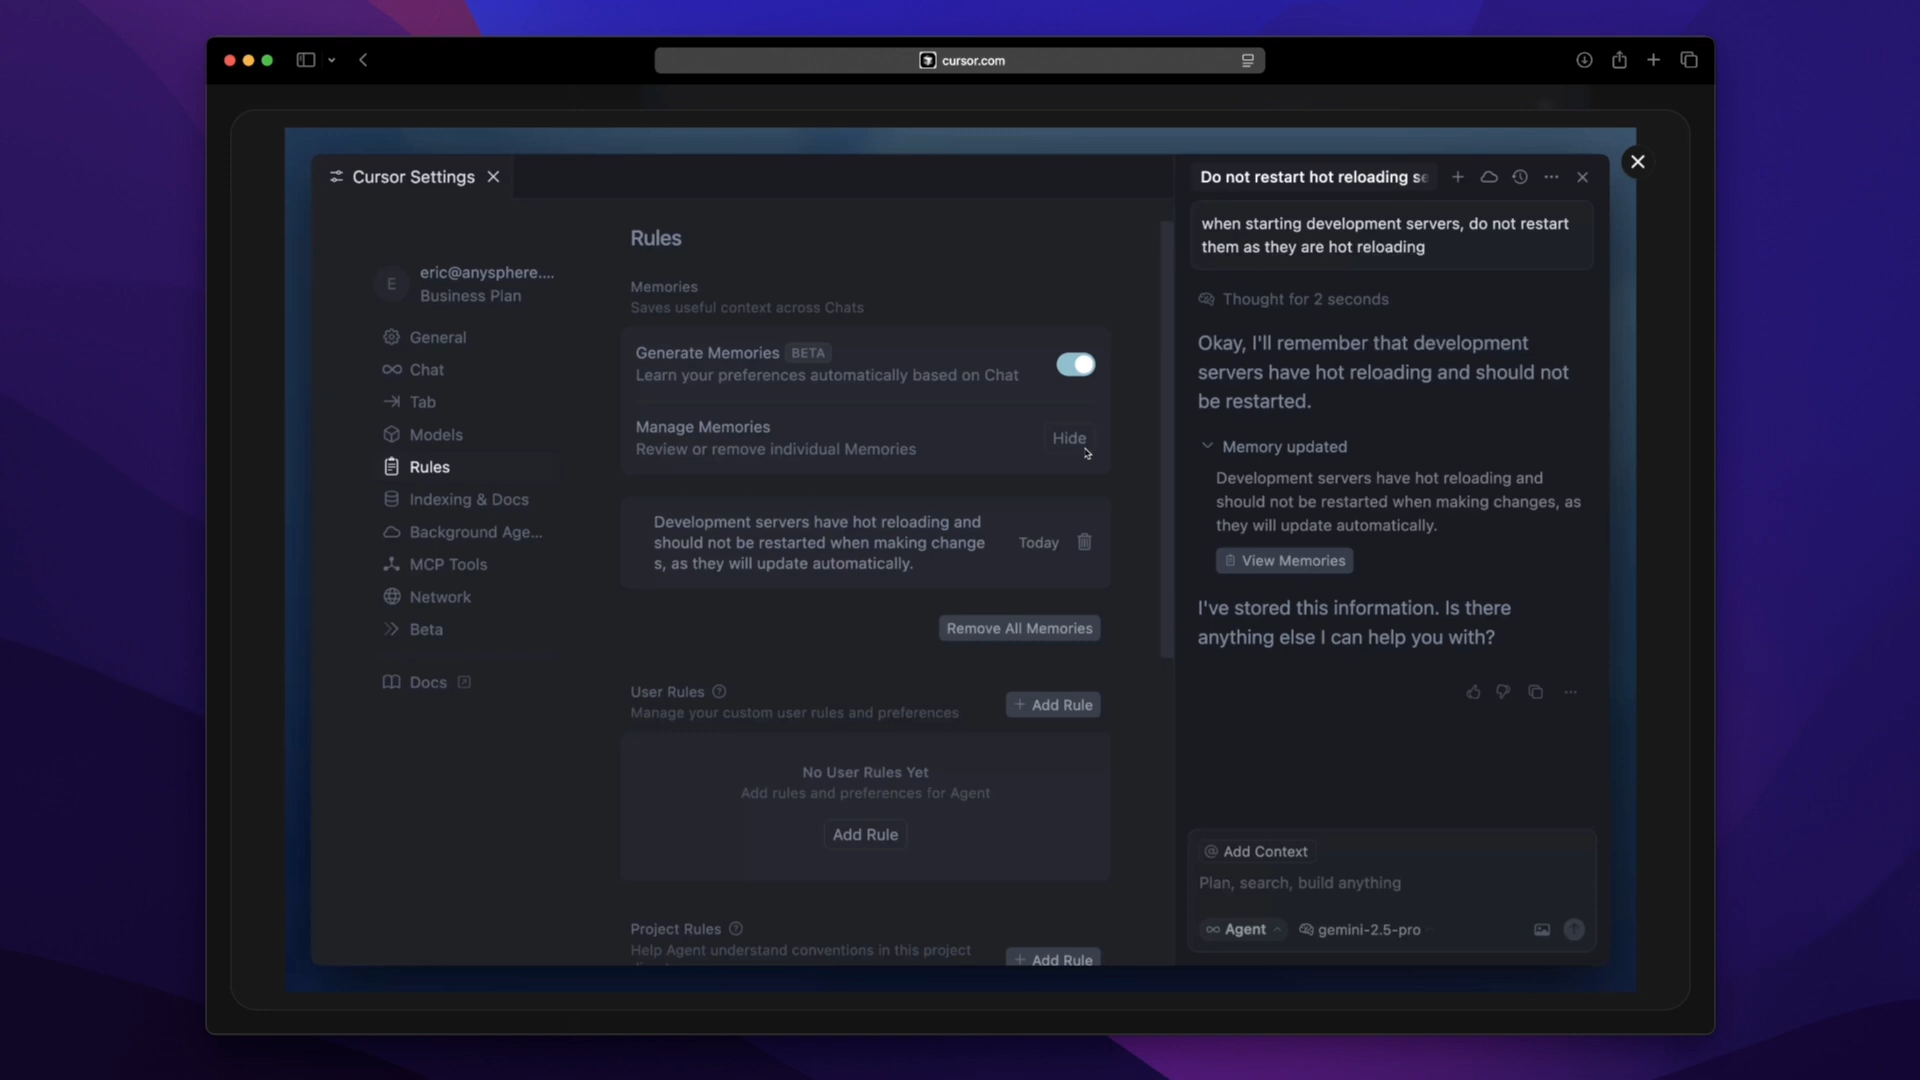 cursor.com
Cursor Settings
E
eric@anysphere....
Business Plan
General
Chat
Tab
Models
Rules
Indexing & Docs
Background Age...
MCP Tools
Network
Beta
Docs
Rules
Memories
Saves useful context across Chats
Generate Memories BETA
Learn your preferences automatically based on Chat
Manage Memories
Review or remove individual Memories
Hide
Development servers have hot reloading and
should not be restarted when making change
s, as they will update automatically.
Today
Remove All Memories
User Rules
Manage your custom user rules and preferences
+ Add Rule
No User Rules Yet
Add rules and preferences for Agent
Add Rule
Project Rules
Help Agent understand conventions in this project
+ Add Rule
Do not restart hot reloading se
when starting development servers, do not restart
them as they are hot reloading
Thought for 2 seconds
Okay, I'll remember that development
servers have hot reloading and should not
be restarted.
Memory updated
Development servers have hot reloading and
should not be restarted when making changes, as
they will update automatically.
View Memories
I've stored this information. Is there
anything else I can help you with?
@ Add Context
Plan, search, build anything
∞ Agent
gemini-2.5-pro